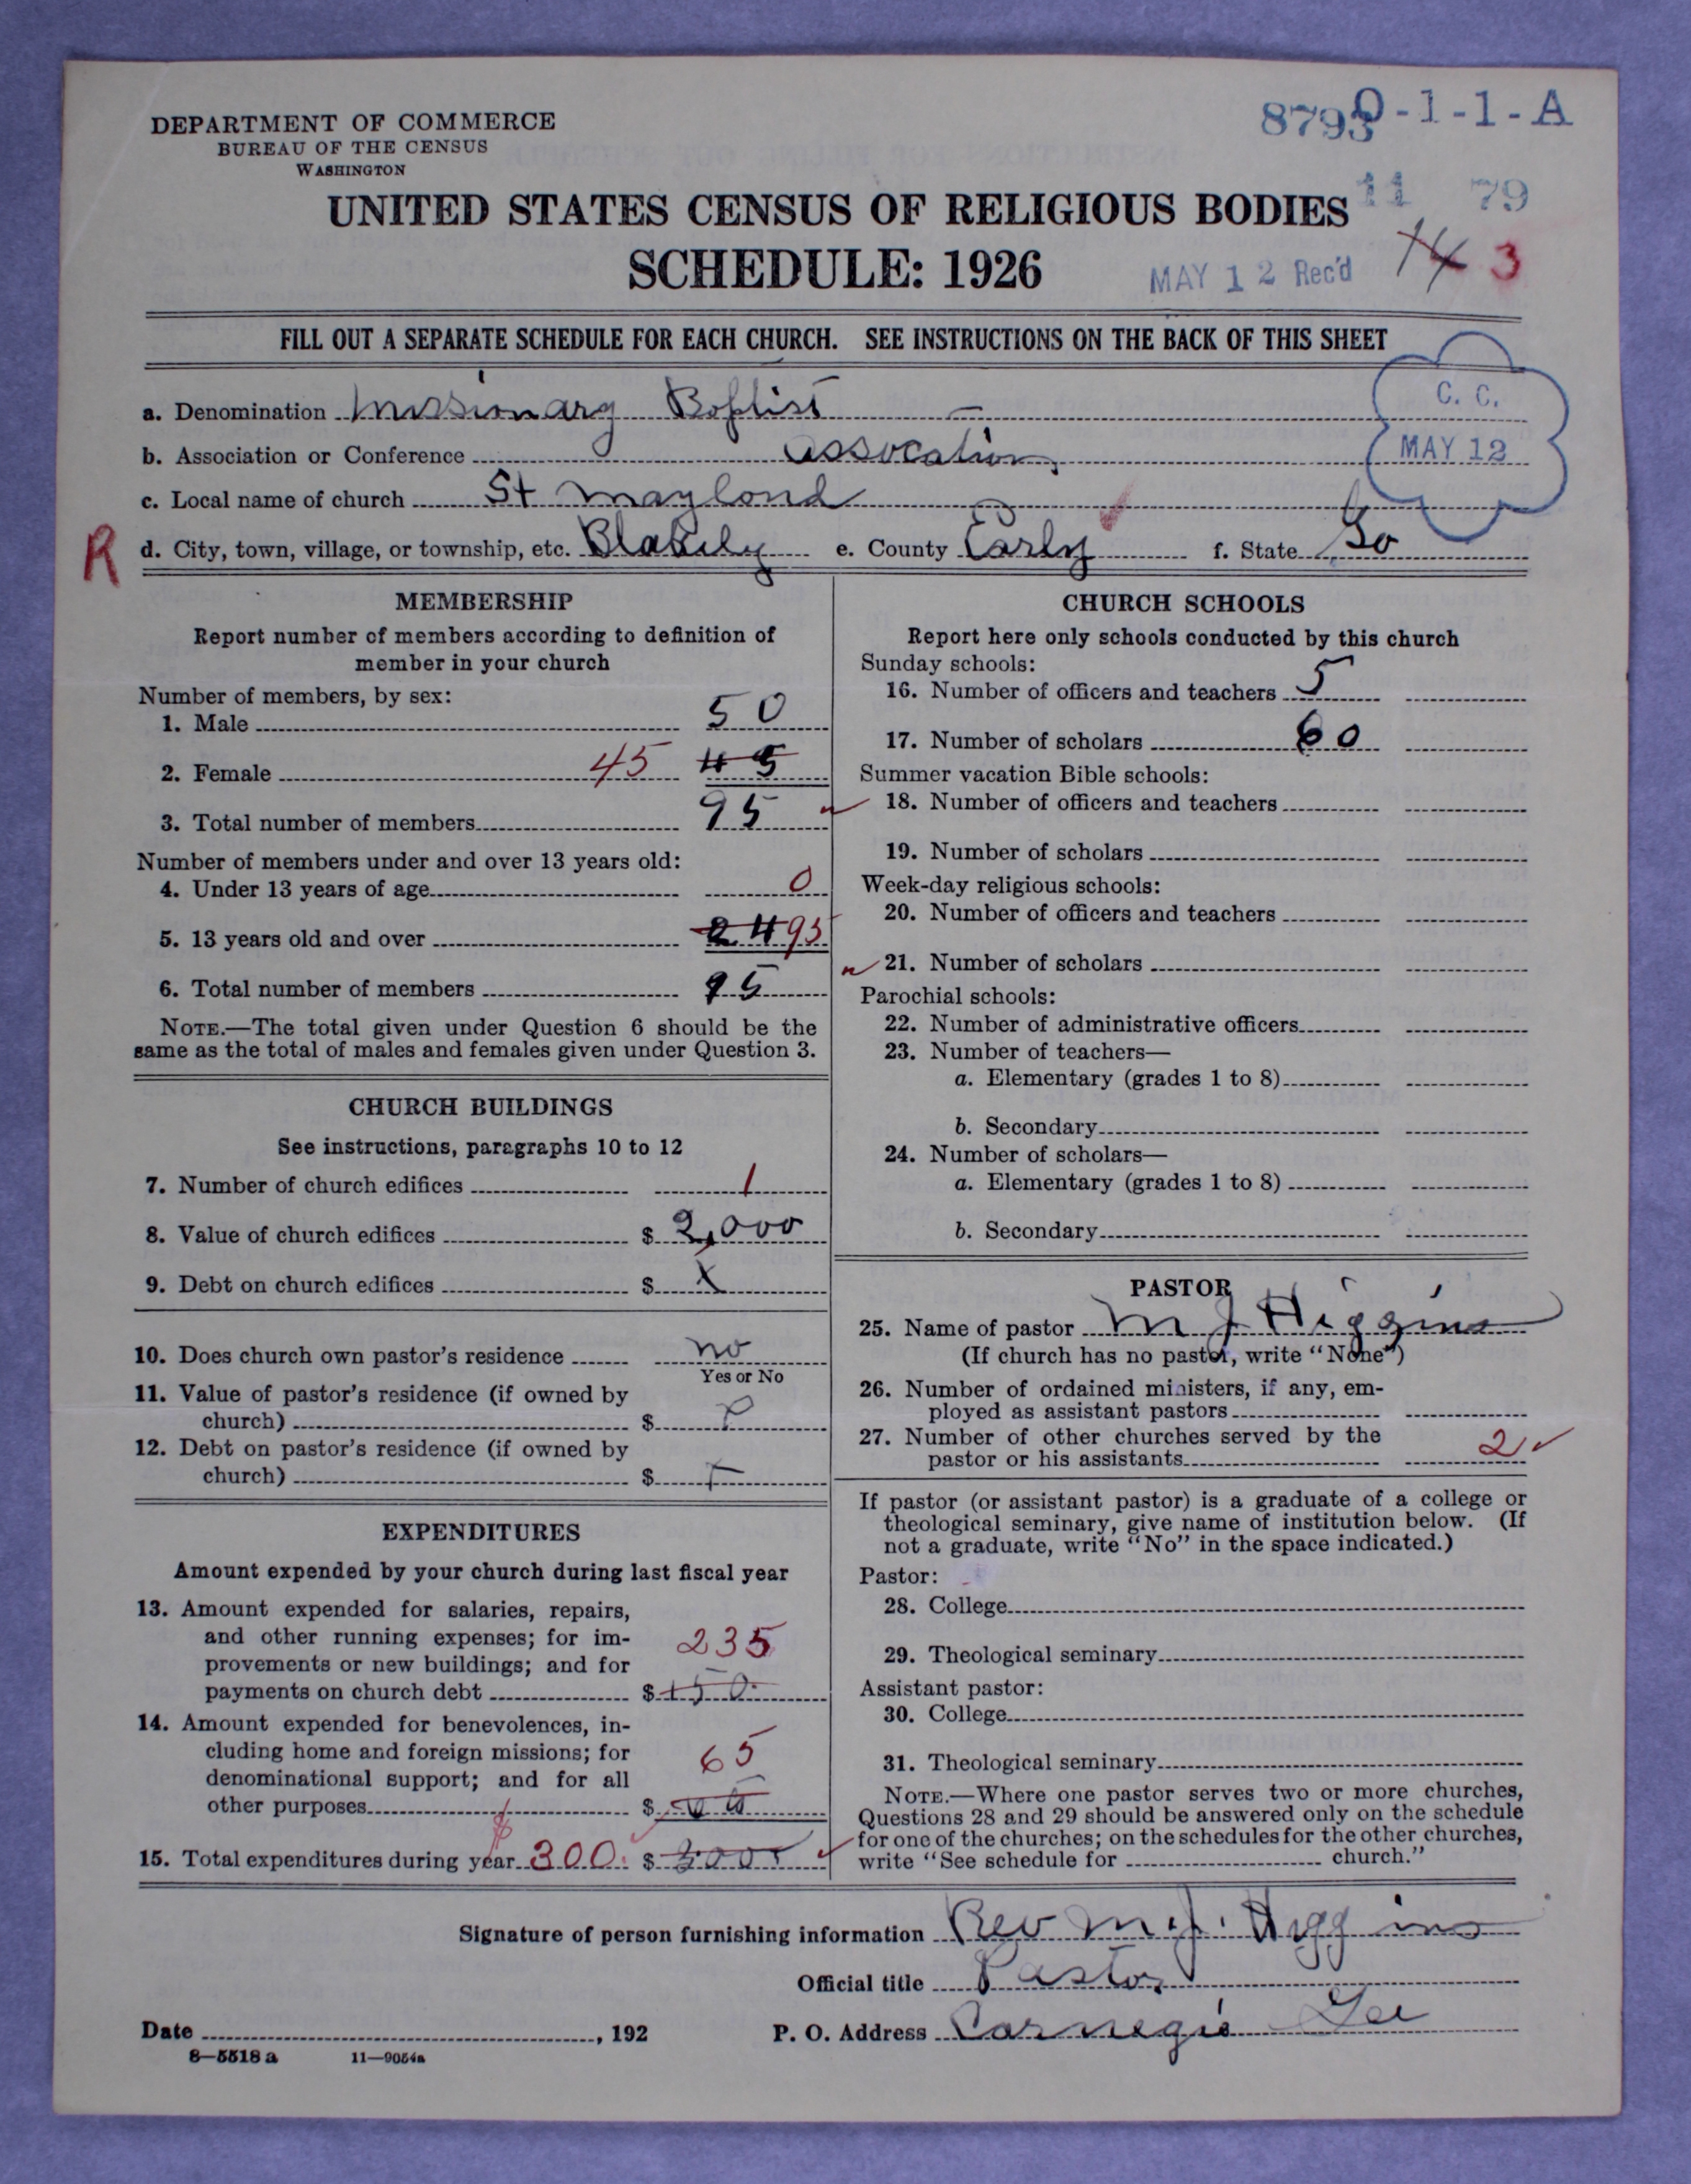 DEPARTMENT OF COMMERCE
BUREAU OF THE CENSUS
WASHINGTON
8793 0-1-1-A
UNITED STATES CENSUS OF RELIGIOUS BODIES
11 79
SCHEDULE: 1926
MAY 12 Rec'd
14 3
FILL OUT A SEPARATE SCHEDULE FOR EACH CHURCH. SEE INSTRUCTIONS ON THE BACK OF THIS SHEET
C. C.
MAY 12
a. Denomination Missionary Boptist
b. Association or Conference Assocation
c. Local name of church St Maylond
R
d. City, town, village, or township, etc. Blakely e. County Early f. State Go
MEMBERSHIP
Report number of members according to definition of
member in your church
Number of members, by sex:
1. Male 50
2. Female 45 45
3. Total number of members 95
Number of members under and over 13 years old:
4. Under 13 years of age 0
5. 13 years old and over 24 95
6. Total number of members 95
NOTE.—The total given under Question 6 should be the
same as the total of males and females given under Question 3.
CHURCH BUILDINGS
See instructions, paragraphs 10 to 12
7. Number of church edifices 1
8. Value of church edifices $ 2,000
9. Debt on church edifices $ x
10. Does church own pastor's residence no
Yes or No
11. Value of pastor's residence (if owned by
church) $
12. Debt on pastor's residence (if owned by
church) $
EXPENDITURES
Amount expended by your church during last fiscal year
13. Amount expended for salaries, repairs,
and other running expenses; for im-
provements or new buildings; and for
235
payments on church debt $ 150
14. Amount expended for benevolences, in-
cluding home and foreign missions; for
65
denominational support; and for all
other purposes $
15. Total expenditures during year $ 300. $ 3000
CHURCH SCHOOLS
Report here only schools conducted by this church
Sunday schools:
16. Number of officers and teachers 5
17. Number of scholars 60
Summer vacation Bible schools:
18. Number of officers and teachers
19. Number of scholars
Week-day religious schools:
20. Number of officers and teachers
21. Number of scholars
Parochial schools:
22. Number of administrative officers
23. Number of teachers—
a. Elementary (grades 1 to 8)
b. Secondary
24. Number of scholars—
a. Elementary (grades 1 to 8)
b. Secondary
PASTOR
25. Name of pastor M J Higgins
(If church has no pastor, write "None")
26. Number of ordained ministers, if any, em-
ployed as assistant pastors
27. Number of other churches served by the
pastor or his assistants 2
If pastor (or assistant pastor) is a graduate of a college or
theological seminary, give name of institution below. (If
not a graduate, write "No" in the space indicated.)
Pastor:
28. College
29. Theological seminary
Assistant pastor:
30. College
31. Theological seminary
NOTE.—Where one pastor serves two or more churches,
Questions 28 and 29 should be answered only on the schedule
for one of the churches; on the schedules for the other churches,
write "See schedule for church."
Signature of person furnishing information Rev M. J. Higgins
Official title Pastor
Date , 192
P. O. Address Carnegie Ge
8—5518 a 11—9054a